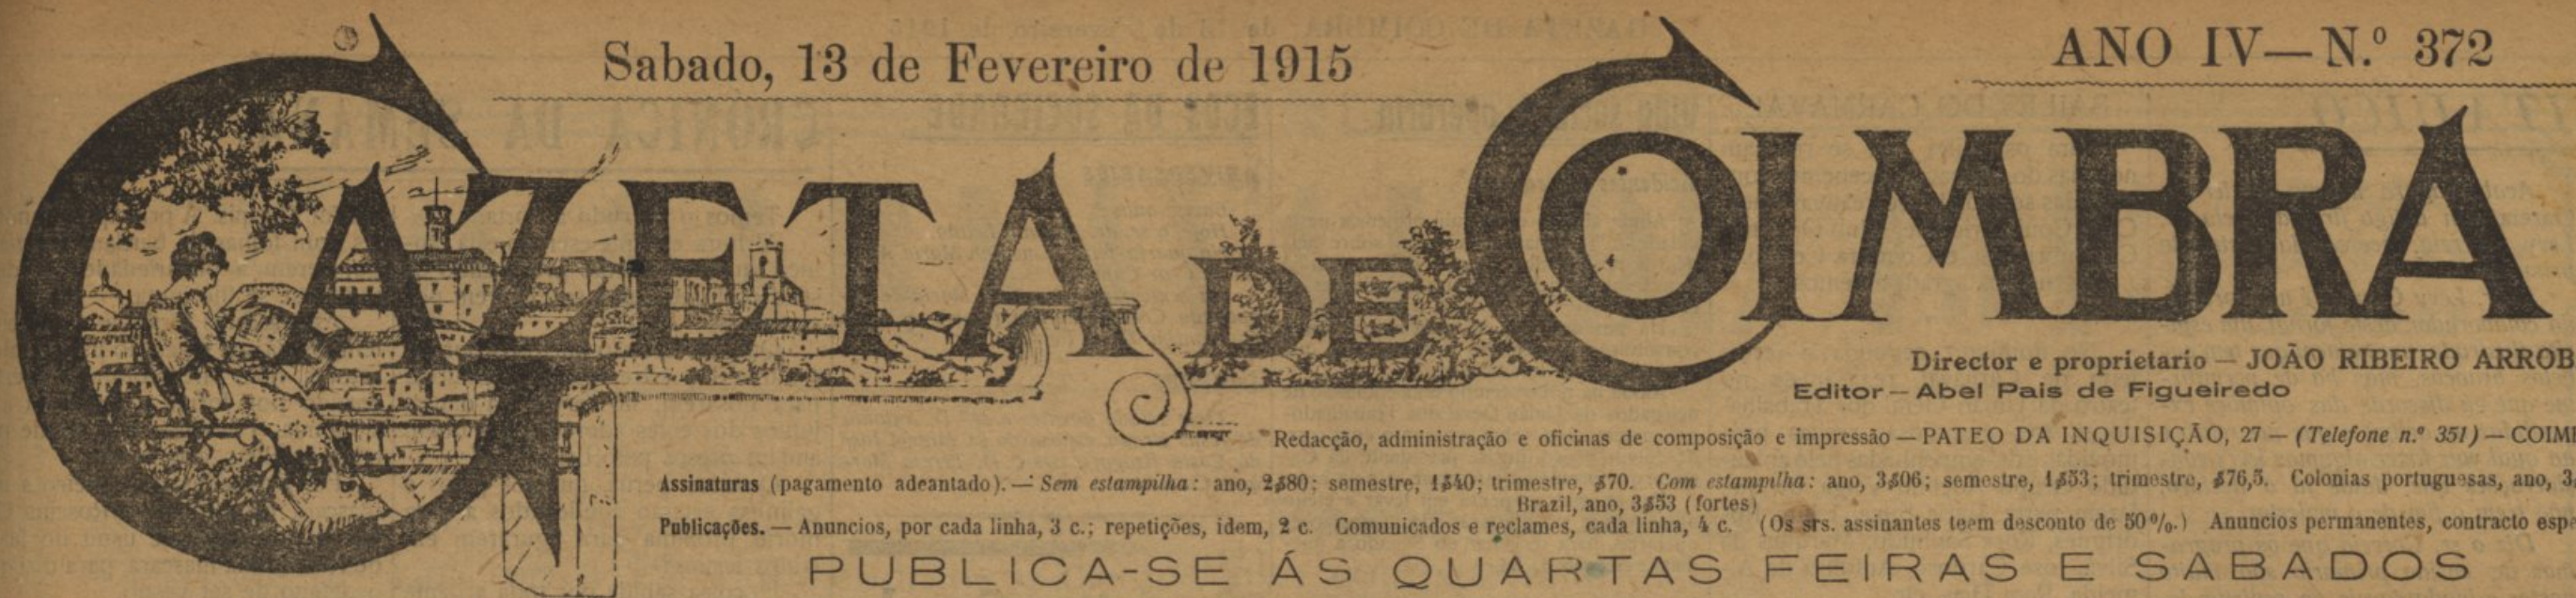 Sabado, 13 de Fevereiro de 1915
ANO IV—N.º 372
GAZETA DE COIMBRA
Director e proprietario — JOÃO RIBEIRO ARROB
Editor — Abel Pais de Figueiredo
Redacção, administração e oficinas de composição e impressão — PATEO DA INQUISIÇÃO, 27 — (Telefone n.º 351) — COIM
Assinaturas (pagamento adeantado). — Sem estampilha: ano, 2$80; semestre, 1$40; trimestre, $70. Com estampilha: ano, 3$06; semestre, 1$53; trimestre, $76,5. Colonias portuguesas, ano, 3
Brazil, ano, 3$53 (fortes)
Publicações. — Anuncios, por cada linha, 3 c.; repetições, idem, 2 c. Comunicados e reclames, cada linha, 4 c. (Os srs. assinantes teem desconto de 50%.) Anuncios permanentes, contracto esp
PUBLICA-SE ÁS QUARTAS FEIRAS E SABADOS